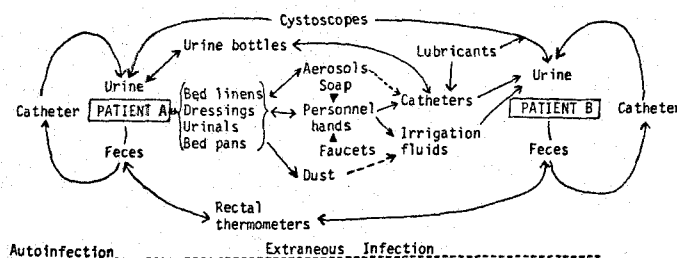 Cystoscopes
Urine bottles
Lubricants
Urine
Aerosols
Urine
Bed linens
Soap
Catheters
Catheter
PATIENT A
Dressings
Personnel
hands
PATIENT B
Catheter
Urinals
Irrigation
fluids
Bed pans
Faucets
Feces
Feces
Dust
Rectal
thermometers
Autoinfection
Extraneous Infection